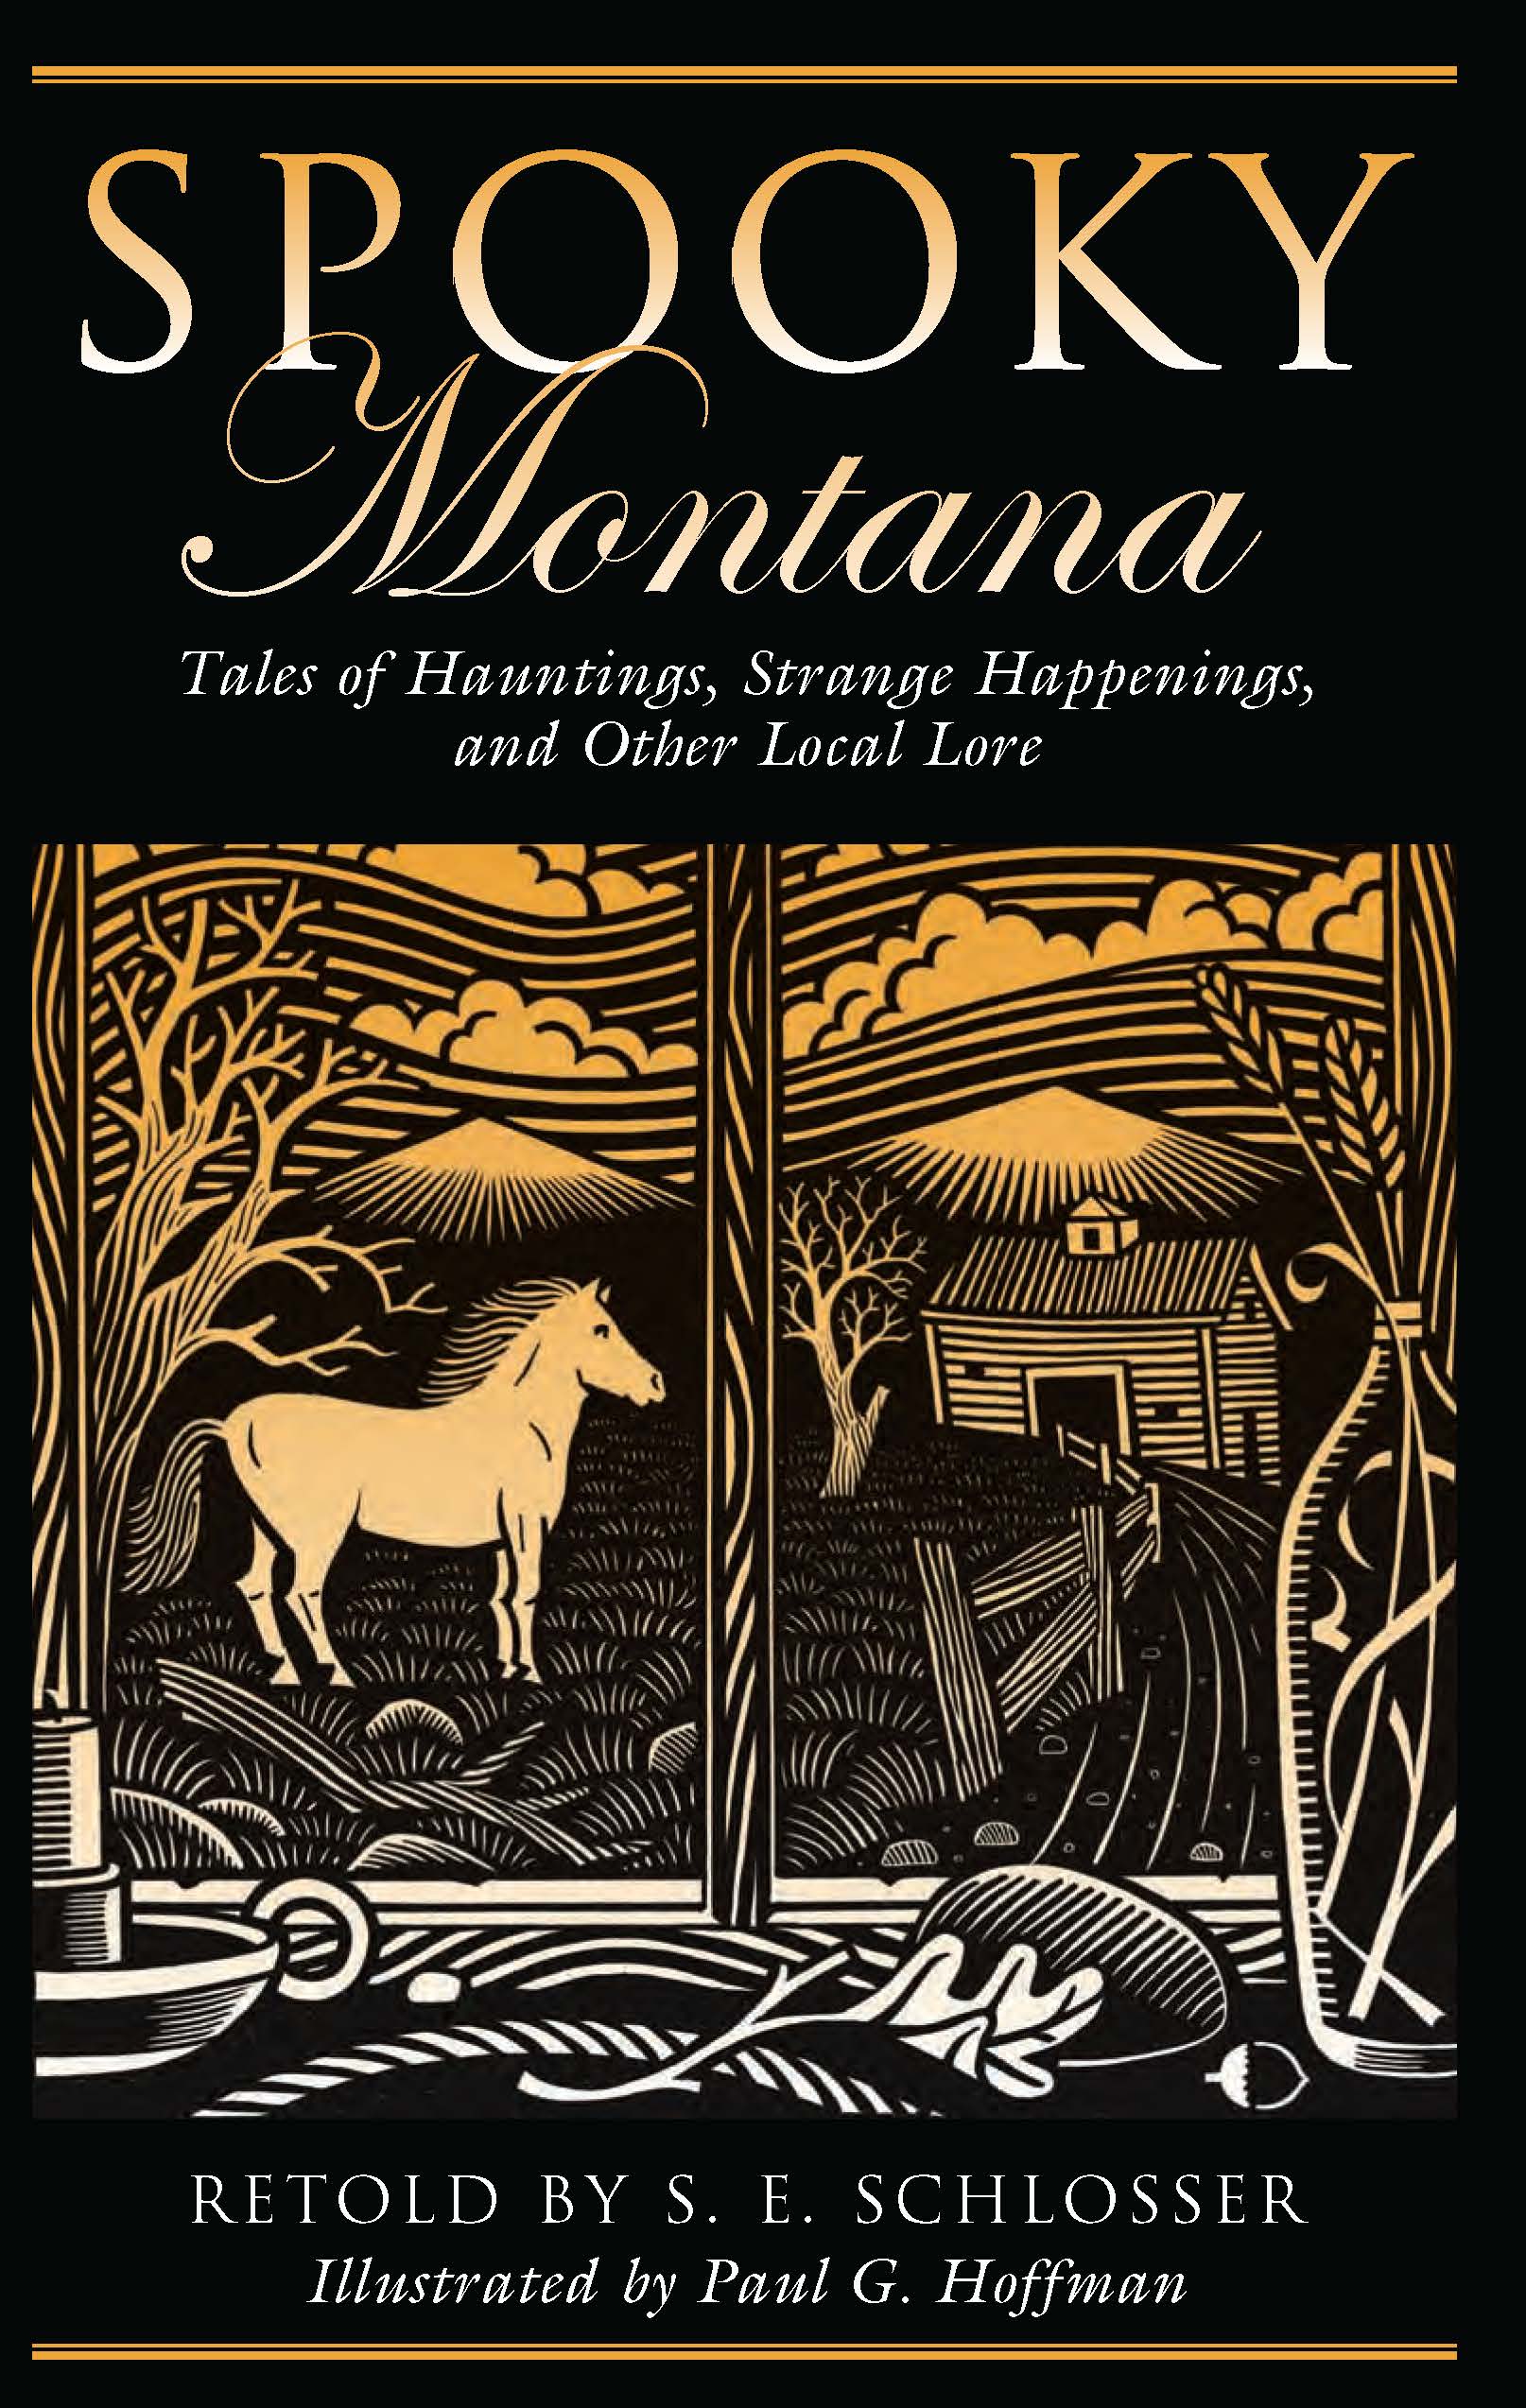 SPOOKY
Montana
Tales of Hauntings, Strange Happenings,
and Other Local Lore
RETOLD BY S. E. SCHLOSSER
Illustrated by Paul G. Hoffman